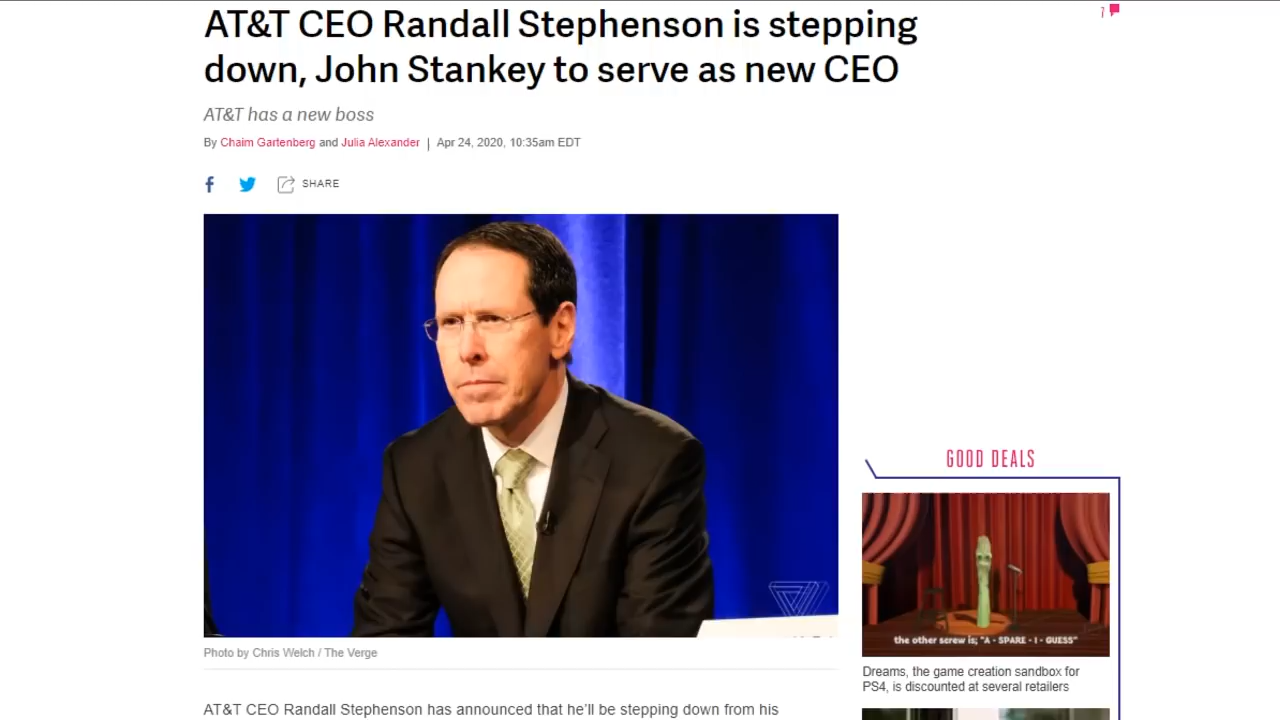 AT&T CEO Randall Stephenson is stepping
down, John Stankey to serve as new CEO
7
AT&T has a new boss
By Chaim Gartenberg and Julia Alexander | Apr 24, 2020, 10:35am EDT
SHARE
Photo by Chris Welch / The Verge
AT&T CEO Randall Stephenson has announced that he'll be stepping down from his
GOOD DEALS
the other screw is; "A - SPARE - I - GUESS"
Dreams, the game creation sandbox for
PS4, is discounted at several retailers